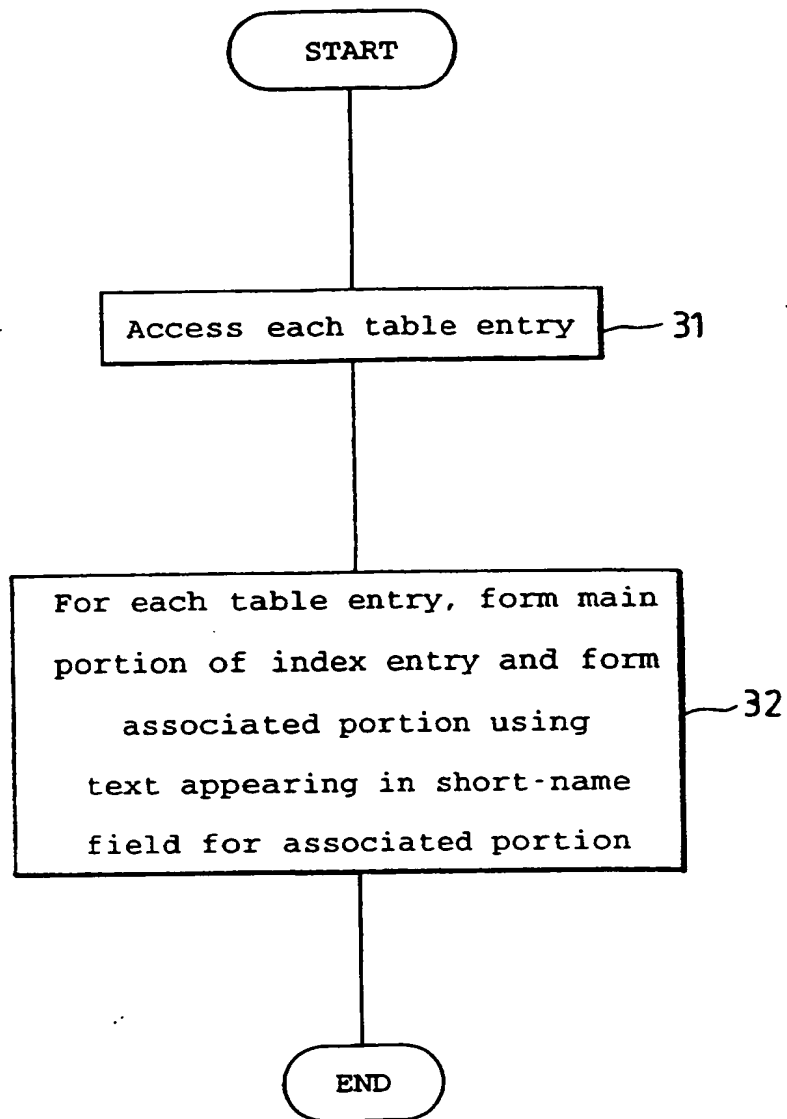 START
Access each table entry
31
For each table entry, form main
portion of index entry and form
associated portion using
text appearing in short-name
field for associated portion
32
END